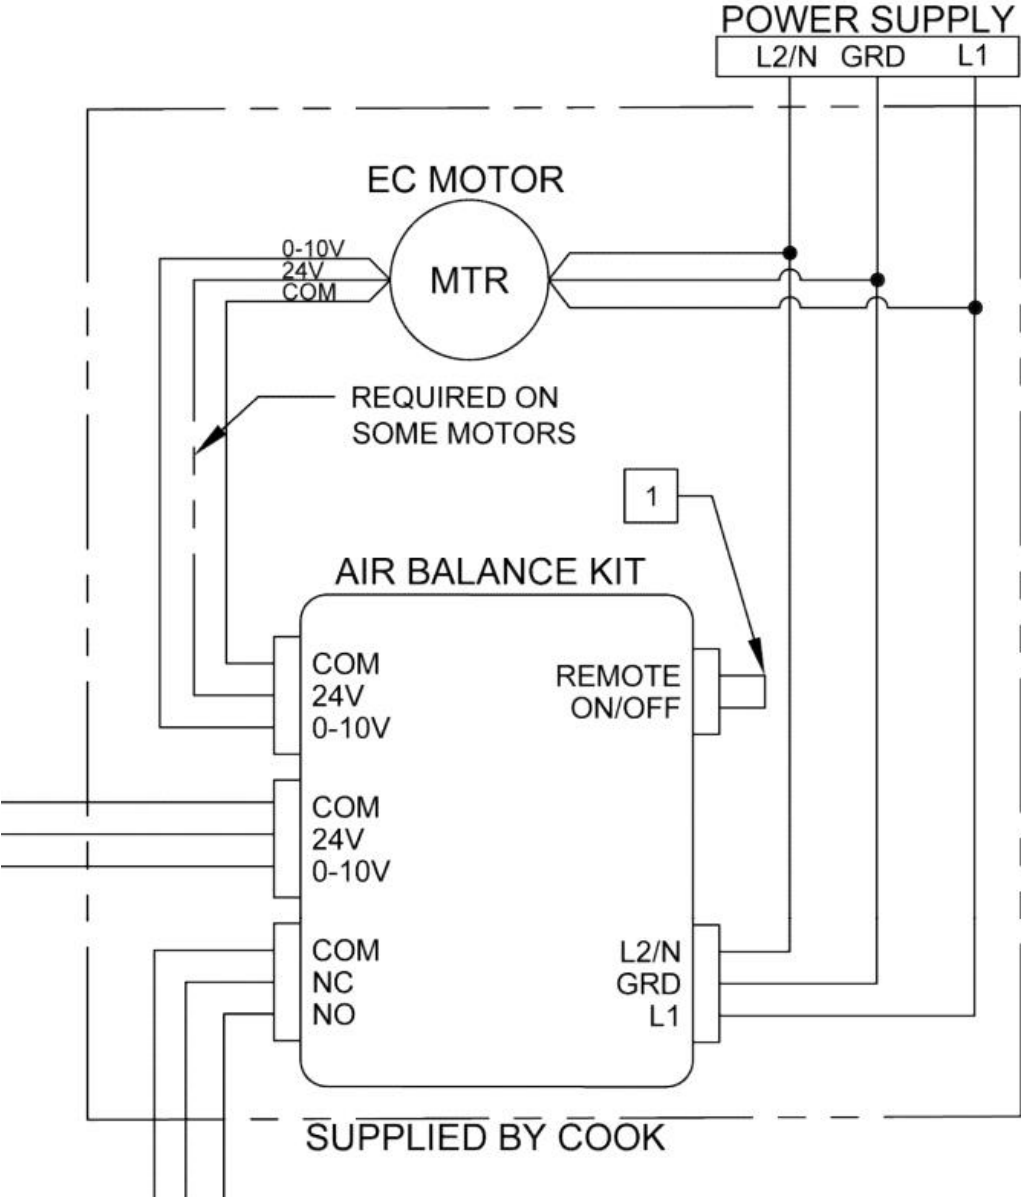 POWER SUPPLY
L2/N GRD L1
EC MOTOR
0-10V
24V
COM
MTR
REQUIRED ON
SOME MOTORS
1
AIR BALANCE KIT
COM
24V
0-10V
REMOTE
ON/OFF
COM
24V
0-10V
COM
NC
NO
L2/N
GRD
L1
SUPPLIED BY COOK